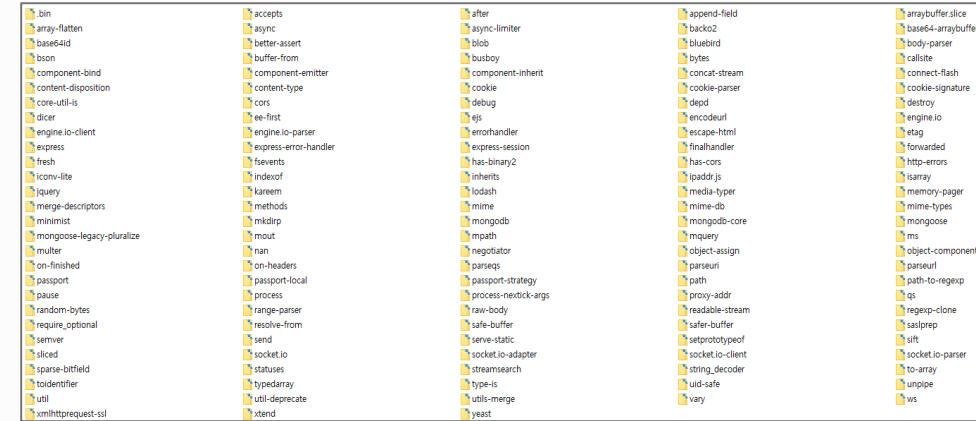 .bin accepts after append-field arraybuffer.slice
array-flatten async async-limiter backo2 base64-arraybuffe
base64id better-assert blob bluebird body-parser
bson buffer-from busboy bytes callsite
component-bind component-emitter component-inherit concat-stream connect-flash
content-disposition content-type cookie cookie-parser cookie-signature
core-util-is cors debug depd destroy
dicer ee-first ejs encodeurl engine.io
engine.io-client engine.io-parser errorhandler escape-html etag
express express-error-handler express-session finalhandler forwarded
fresh fsevents has-binary2 has-cors http-errors
iconv-lite indexof inherits ipaddr.js isarray
jquery kareem lodash media-typer memory-pager
merge-descriptors methods mime mime-db mime-types
minimist mkdirp mongodb mongodb-core mongoose
mongoose-legacy-pluralize mout mpath mquery ms
multer nan negotiator object-assign object-component
on-finished on-headers parseqs parseuri parseurl
passport passport-local passport-strategy path path-to-regexp
pause process process-nextick-args proxy-addr qs
random-bytes range-parser raw-body readable-stream regexp-clone
require_optional resolve-from safe-buffer safer-buffer saslprep
semver send serve-static setprototypeof sift
sliced socket.io socket.io-adapter socket.io-client socket.io-parser
sparse-bitfield statuses streamsearch string_decoder to-array
toidentifier typedarray type-is uid-safe unpipe
util util-deprecate utils-merge vary ws
xmlhttprequest-ssl xtend yeast